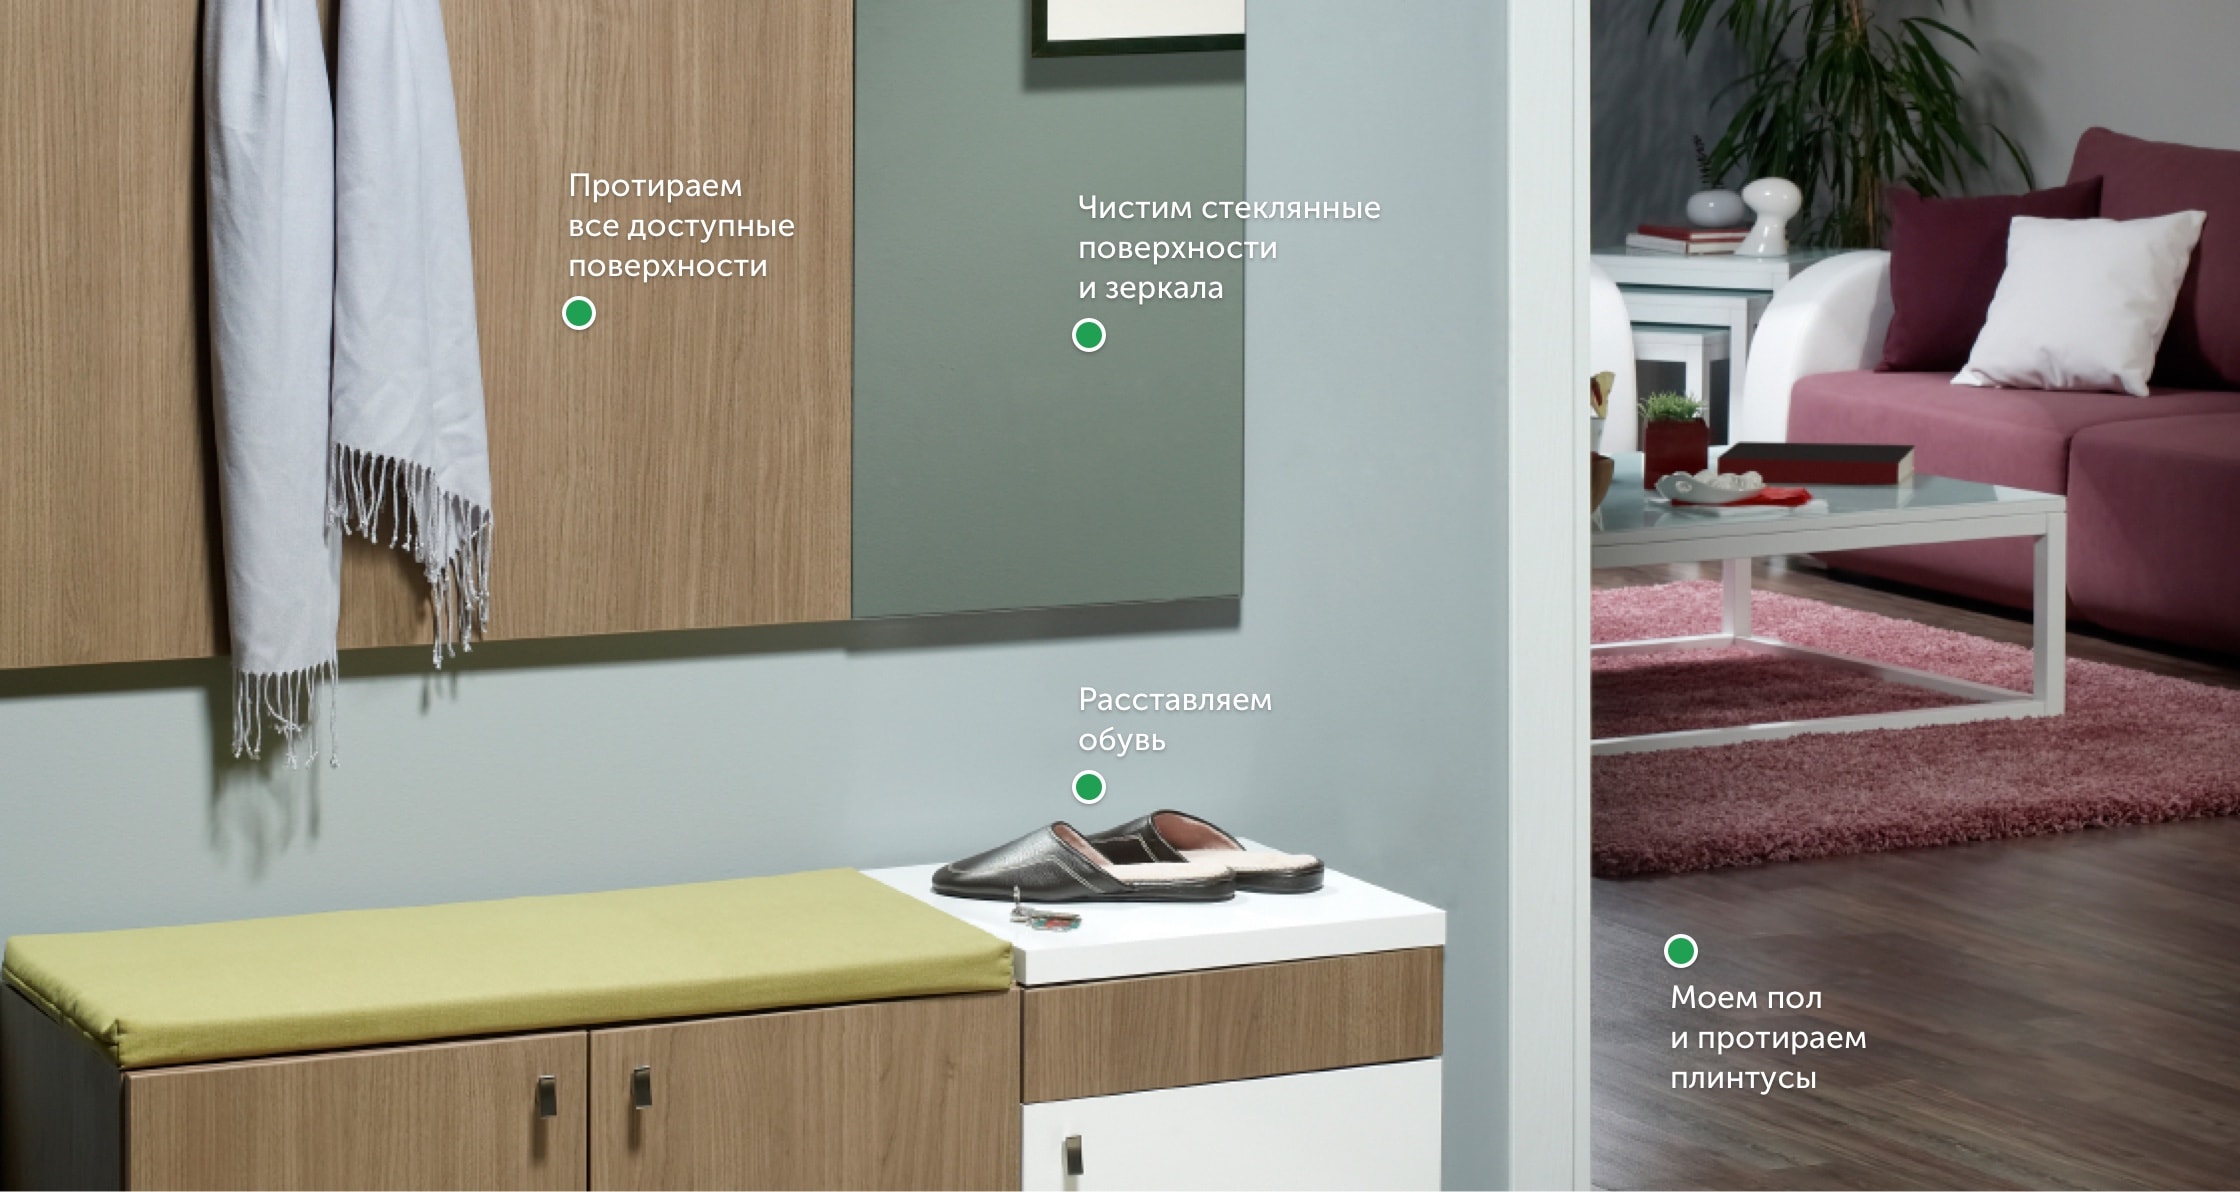 Протираем
все доступные
поверхности
Чистим стеклянные
поверхности
и зеркала
Расставляем
обувь
Моем пол
и протираем
плинтусы